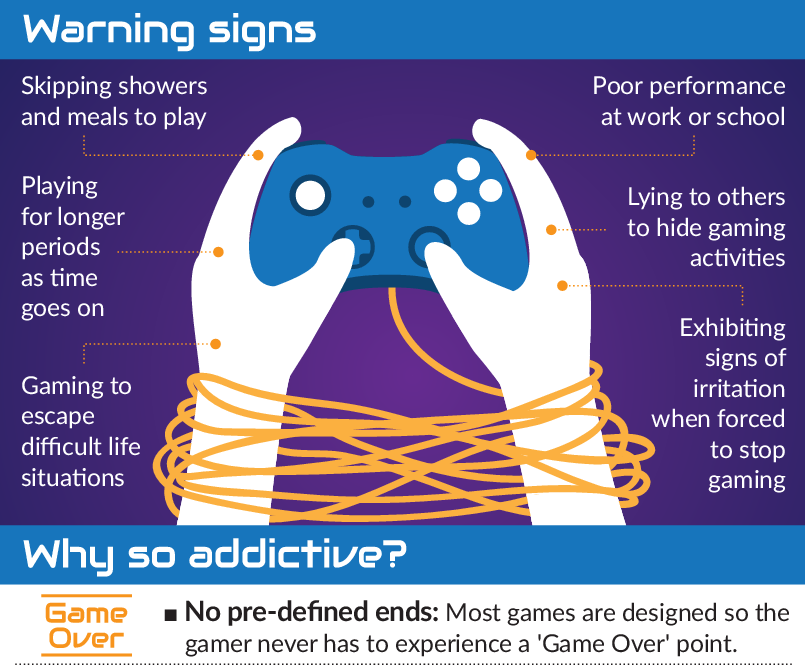 Warning signs
Skipping showers
and meals to play
Playing
for longer
periods
as time
goes on
Gaming to
escape
difficult life
situations
Poor performance
at work or school
Lying to others
to hide gaming
activities
Exhibiting
signs of
irritation
when forced
to stop
gaming
Why so addictive?
Game
Over
■ No pre-defined ends: Most games are designed so the
gamer never has to experience a 'Game Over' point.